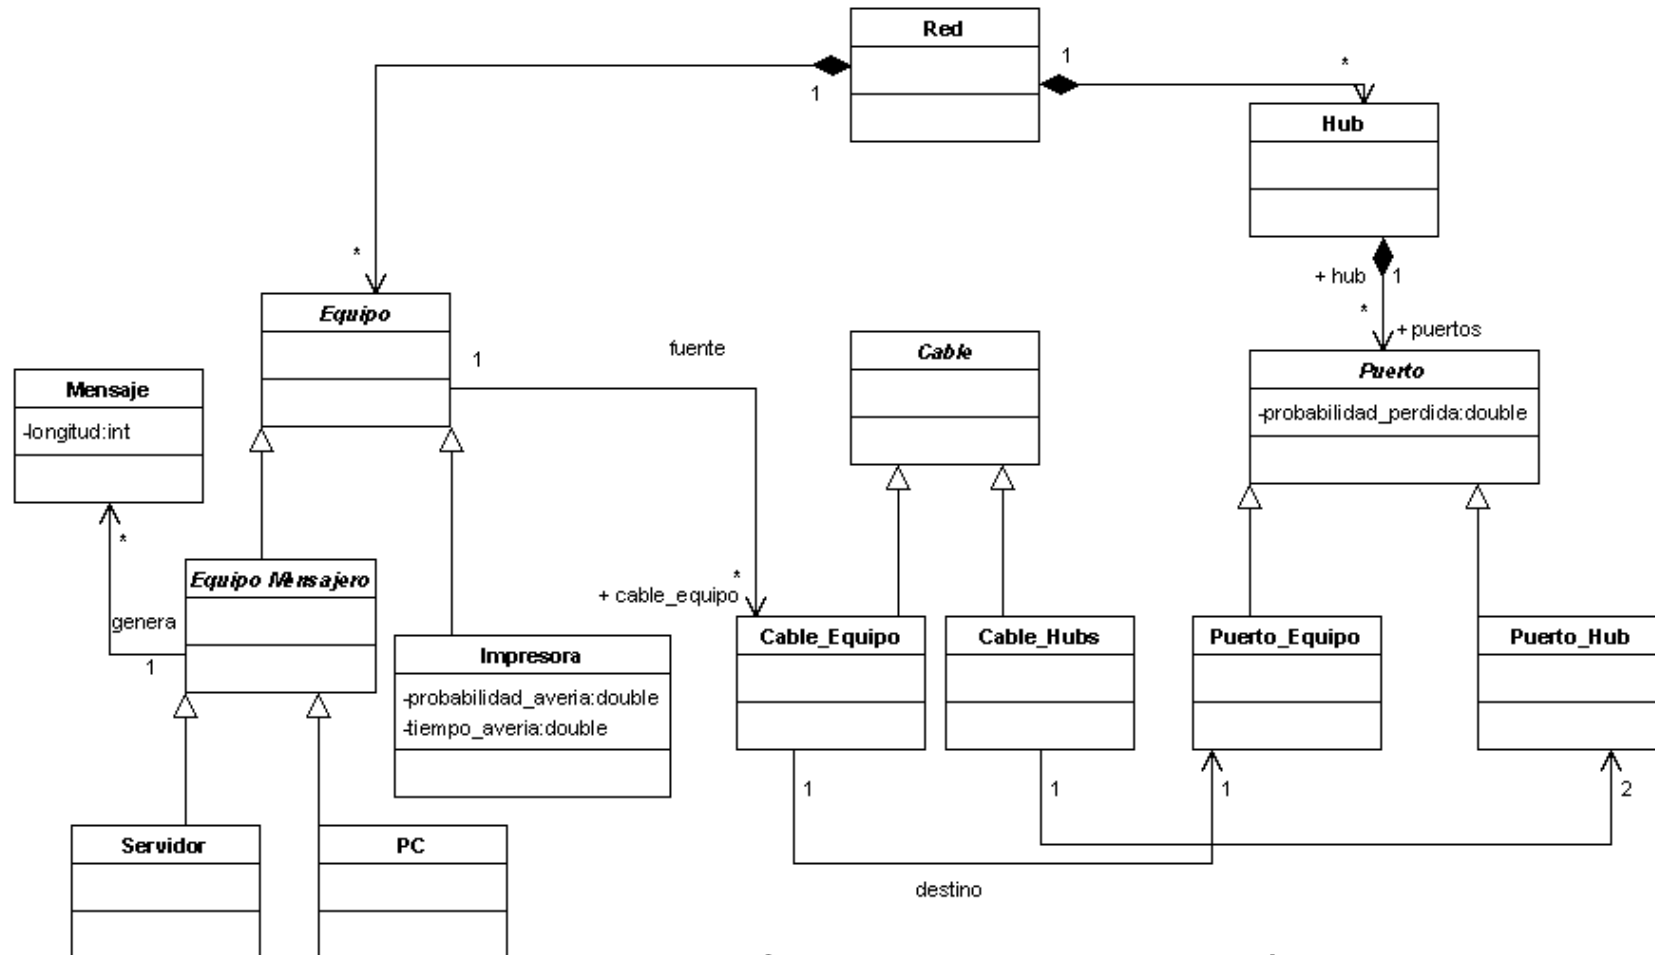 Red
1
1
*
Hub
*
+ hub
1
*
+ puertos
Equipo
1
fuente
Cable
Puerto
-probabilidad_perdida:double
Mensaje
-longitud:int
*
genera
1
Equipo Mensajero
Impresora
-probabilidad_averia:double
-tiempo_averia:double
*
+ cable_equipo
Cable_Equipo
Cable_Hubs
Puerto_Equipo
Puerto_Hub
1
1
1
2
destino
Servidor
PC